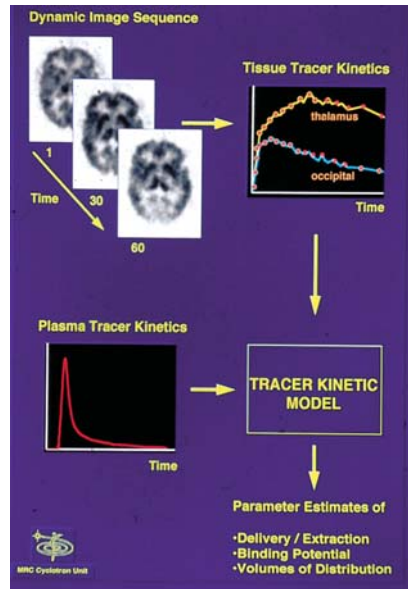 Dynamic Image Sequence
1
30
60
Time
Tissue Tracer Kinetics
thalamus
occipital
Time
Plasma Tracer Kinetics
Time
TRACER KINETIC
MODEL
Parameter Estimates of
•Delivery / Extraction
•Binding Potential
•Volumes of Distribution
MRC Cyclotron Unit